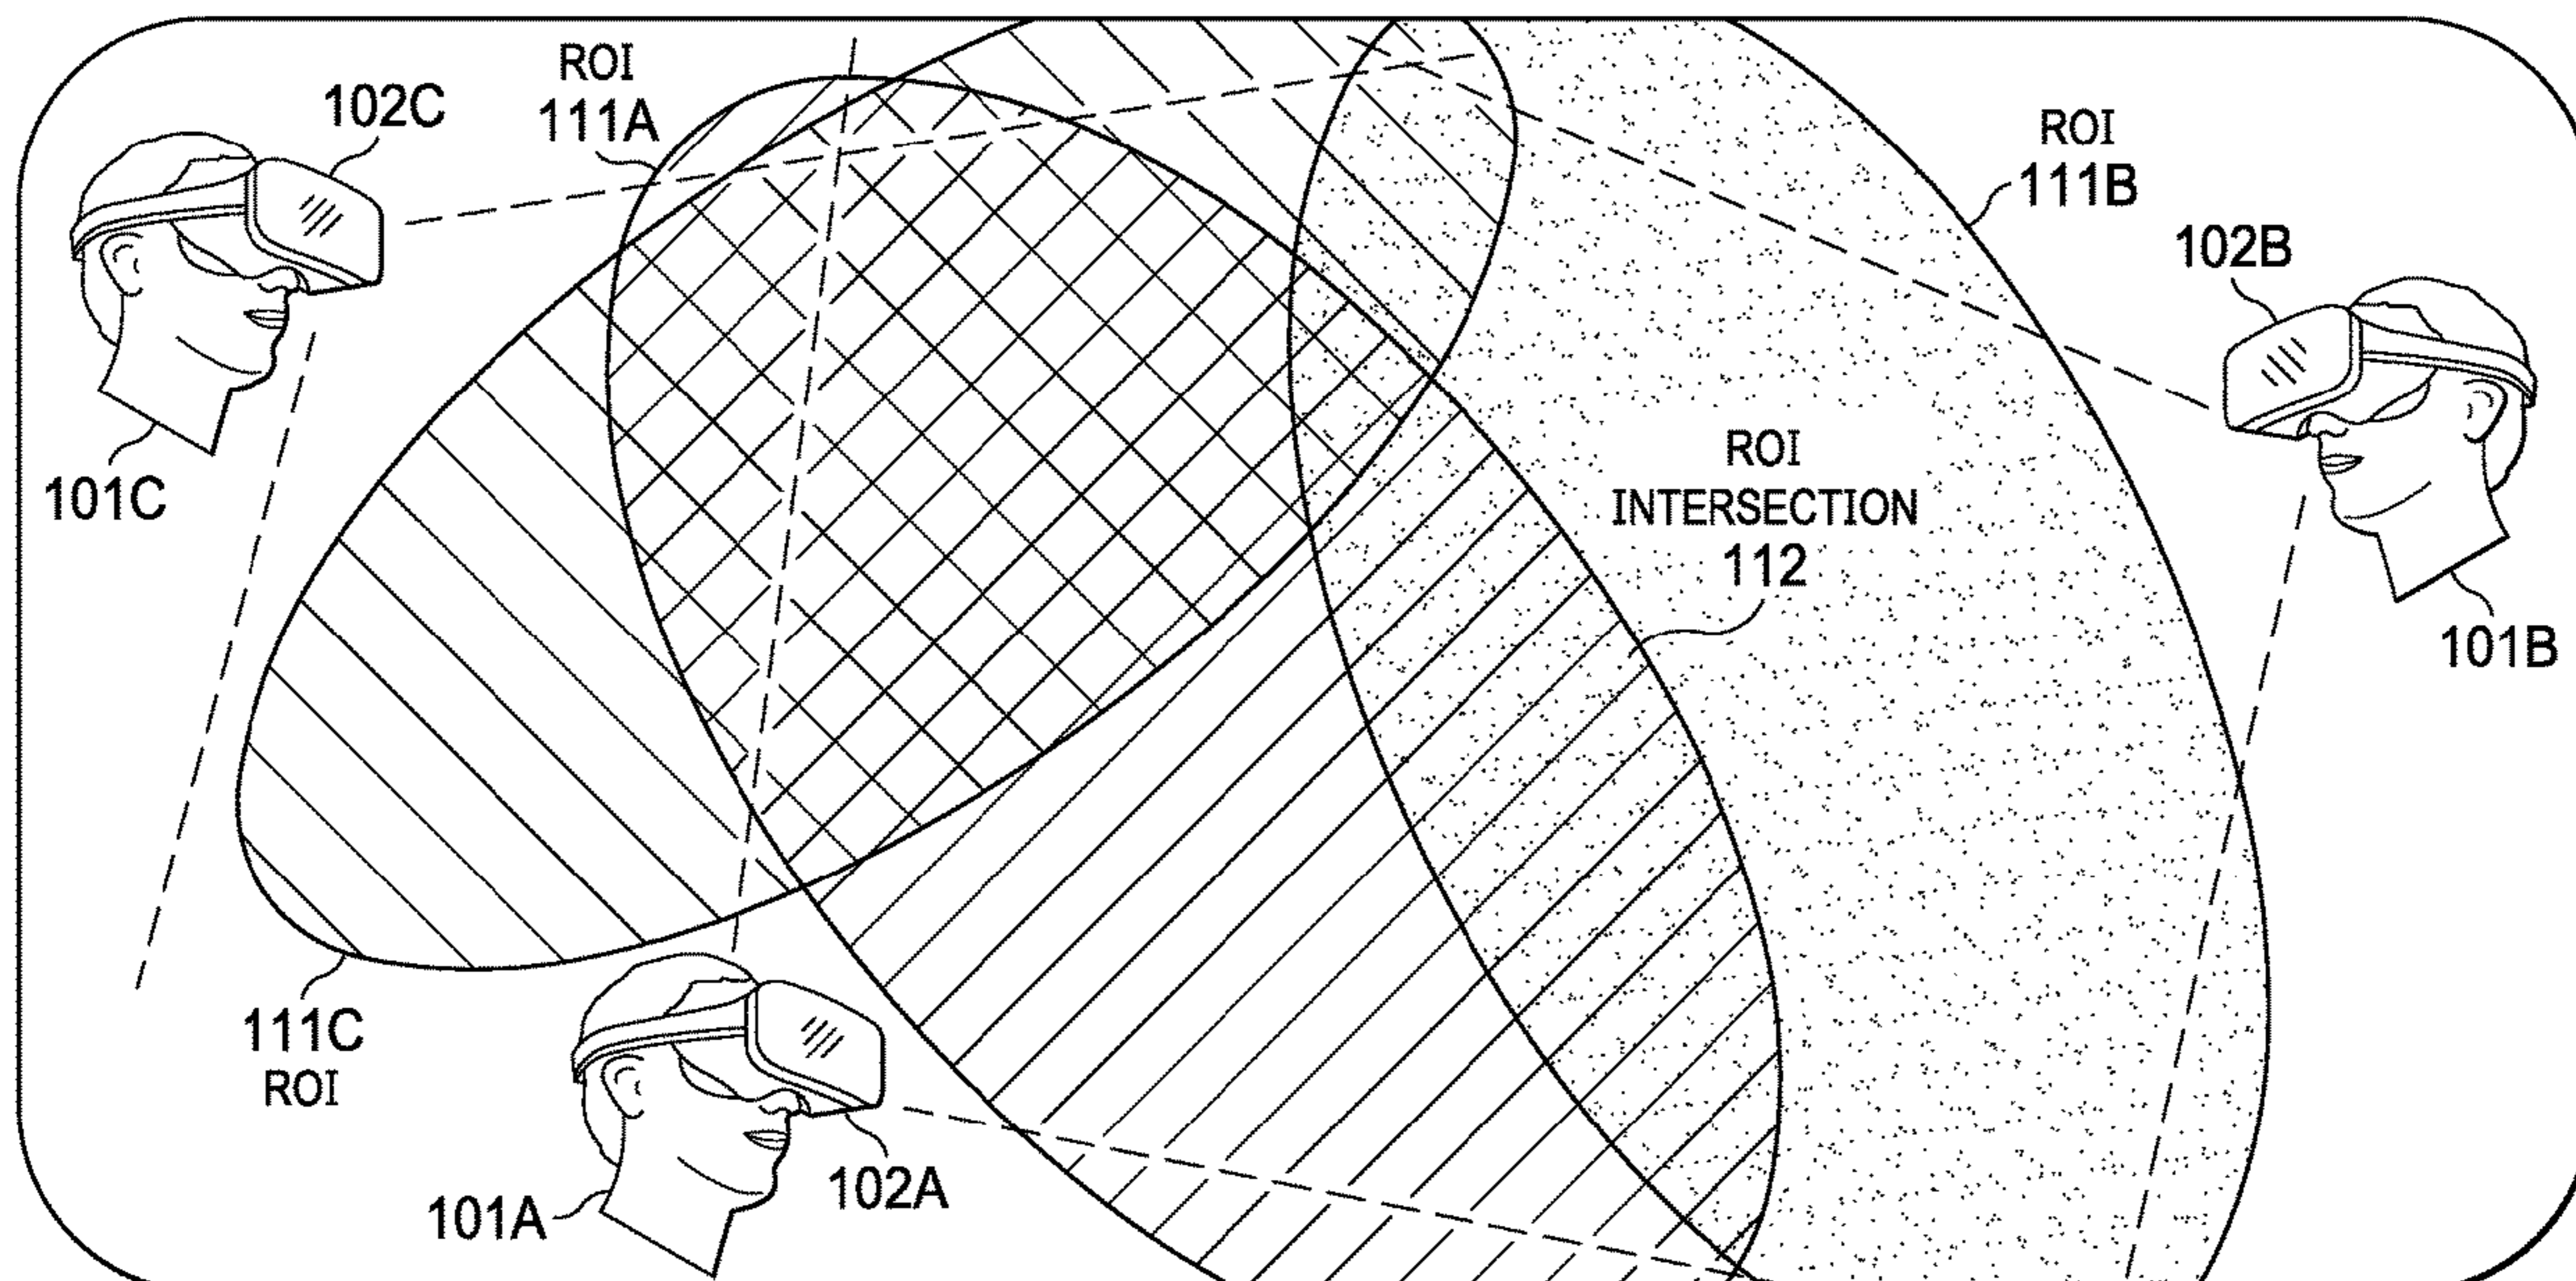 ROI
111A
102C
ROI
111B
102B
101C
ROI
INTERSECTION
112
101B
111C
ROI
102A
101A